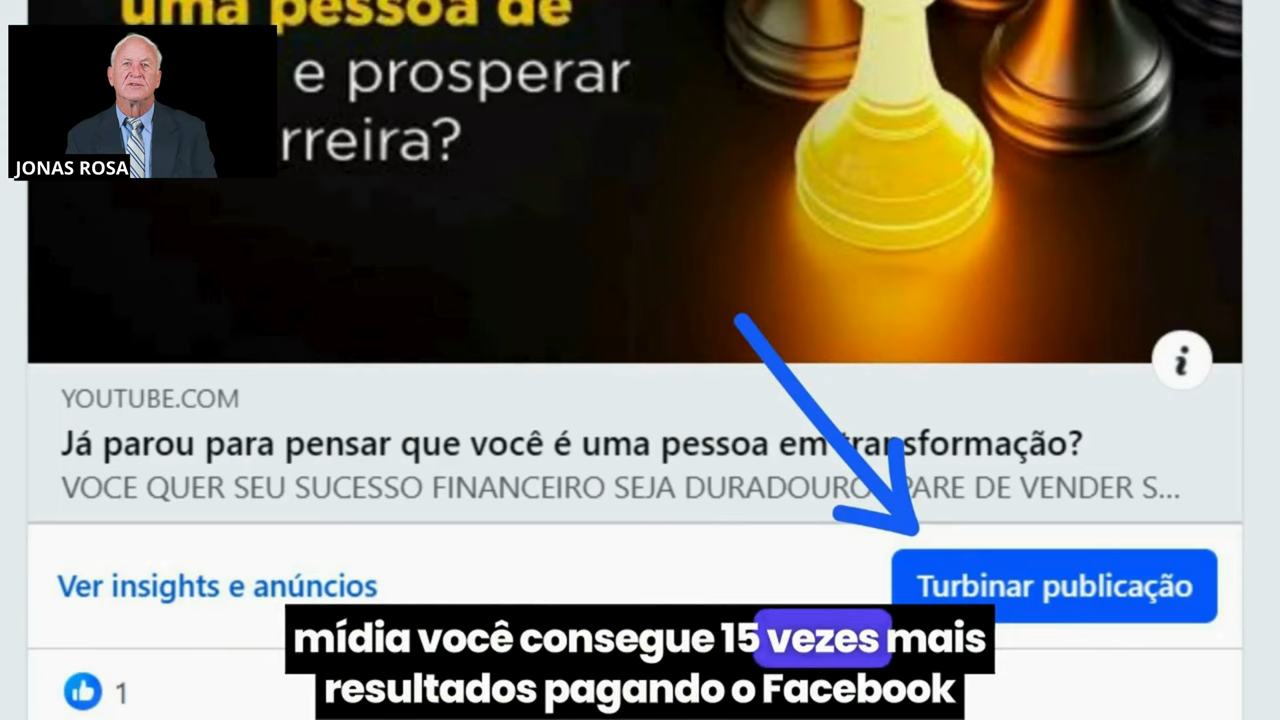 uma pessoa de
e prosperar
rreira?
JONAS ROSA
YOUTUBE.COM
Já parou para pensar que você é uma pessoa em transformação?
VOCE QUER SEU SUCESSO FINANCEIRO SEJA DURADOURO PARE DE VENDER S...
Ver insights e anúncios
Turbinar publicação
mídia você consegue 15 vezes mais
resultados pagando o Facebook
1